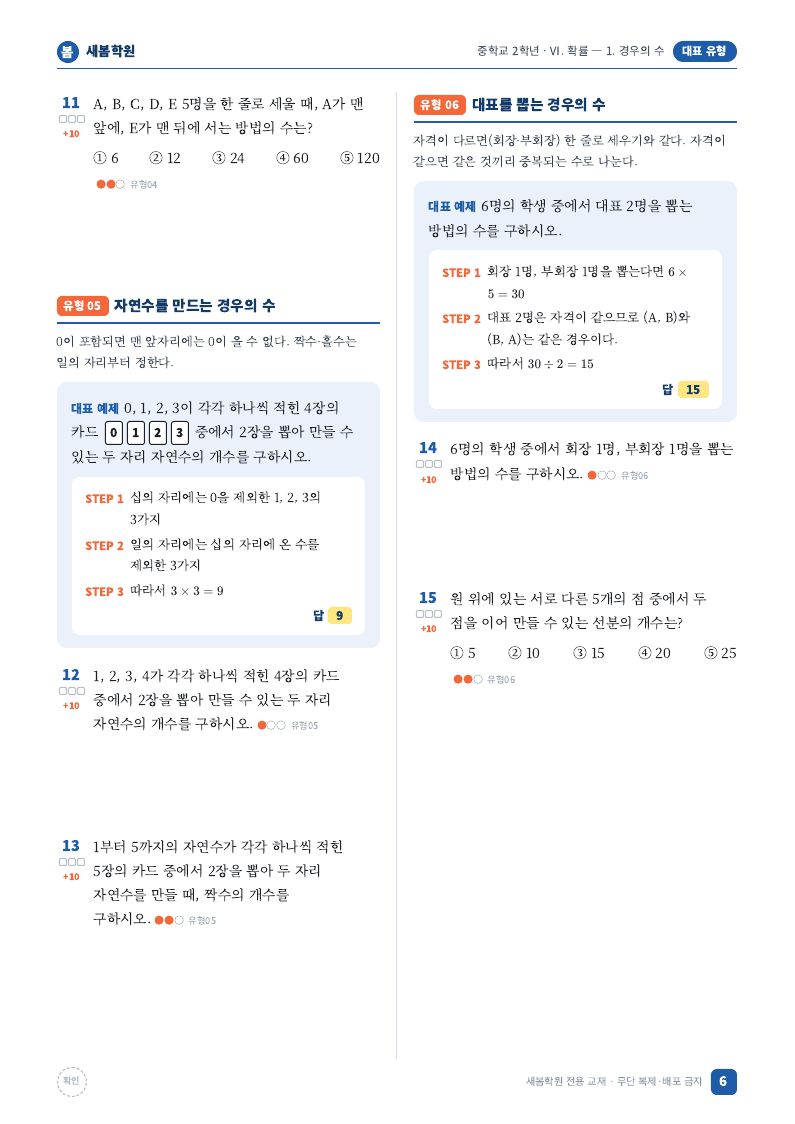 봄 새봄학원
중학교 2학년 · VI. 확률 — 1. 경우의 수 대표 유형
11 A, B, C, D, E 5명을 한 줄로 세울 때, A가 맨
앞에, E가 맨 뒤에 서는 방법의 수는?
+10
① 6 ② 12 ③ 24 ④ 60 ⑤ 120
유형04
유형 05 자연수를 만드는 경우의 수
0이 포함되면 맨 앞자리에는 0이 올 수 없다. 짝수·홀수는
일의 자리부터 정한다.
대표 예제 0, 1, 2, 3이 각각 하나씩 적힌 4장의
카드 0 1 2 3 중에서 2장을 뽑아 만들 수
있는 두 자리 자연수의 개수를 구하시오.
STEP 1 십의 자리에는 0을 제외한 1, 2, 3의
3가지
STEP 2 일의 자리에는 십의 자리에 온 수를
제외한 3가지
STEP 3 따라서 3 × 3 = 9
답 9
12 1, 2, 3, 4가 각각 하나씩 적힌 4장의 카드
중에서 2장을 뽑아 만들 수 있는 두 자리
+10
자연수의 개수를 구하시오. 유형05
13 1부터 5까지의 자연수가 각각 하나씩 적힌
5장의 카드 중에서 2장을 뽑아 두 자리
+10
자연수를 만들 때, 짝수의 개수를
구하시오. 유형05
유형 06 대표를 뽑는 경우의 수
자격이 다르면(회장·부회장) 한 줄로 세우기와 같다. 자격이
같으면 같은 것끼리 중복되는 수로 나눈다.
대표 예제 6명의 학생 중에서 대표 2명을 뽑는
방법의 수를 구하시오.
STEP 1 회장 1명, 부회장 1명을 뽑는다면 6 ×
5 = 30
STEP 2 대표 2명은 자격이 같으므로 (A, B)와
(B, A)는 같은 경우이다.
STEP 3 따라서 30 ÷ 2 = 15
답 15
14 6명의 학생 중에서 회장 1명, 부회장 1명을 뽑는
방법의 수를 구하시오. 유형06
+10
15 원 위에 있는 서로 다른 5개의 점 중에서 두
점을 이어 만들 수 있는 선분의 개수는?
+10
① 5 ② 10 ③ 15 ④ 20 ⑤ 25
유형06
확인
새봄학원 전용 교재 · 무단 복제·배포 금지 6